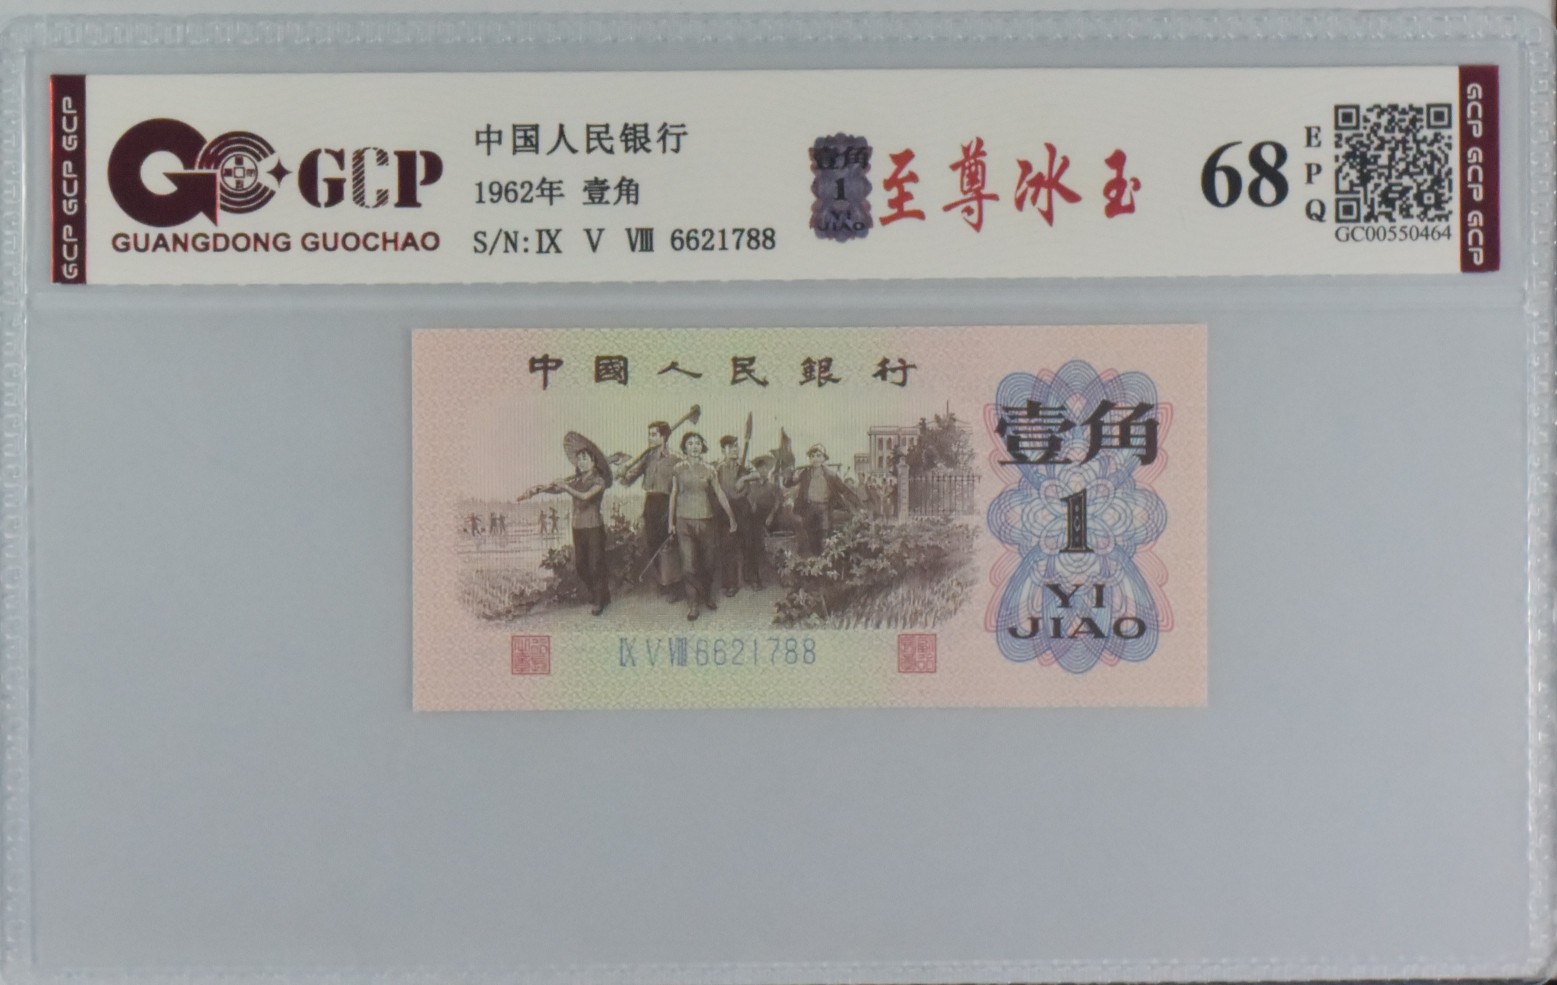 GCP GCP GCP
GCP
GUANGDONG GUOCHAO
中国人民银行
1962年 壹角
S/N:Ⅸ Ⅴ Ⅷ 6621788
壹角
1
YI
JIAO
至尊冰玉
68
EPQ
GC00550464
GCP GCP GCP
中國人民銀行
壹角
1
YI
JIAO
Ⅸ Ⅴ Ⅷ 6621788